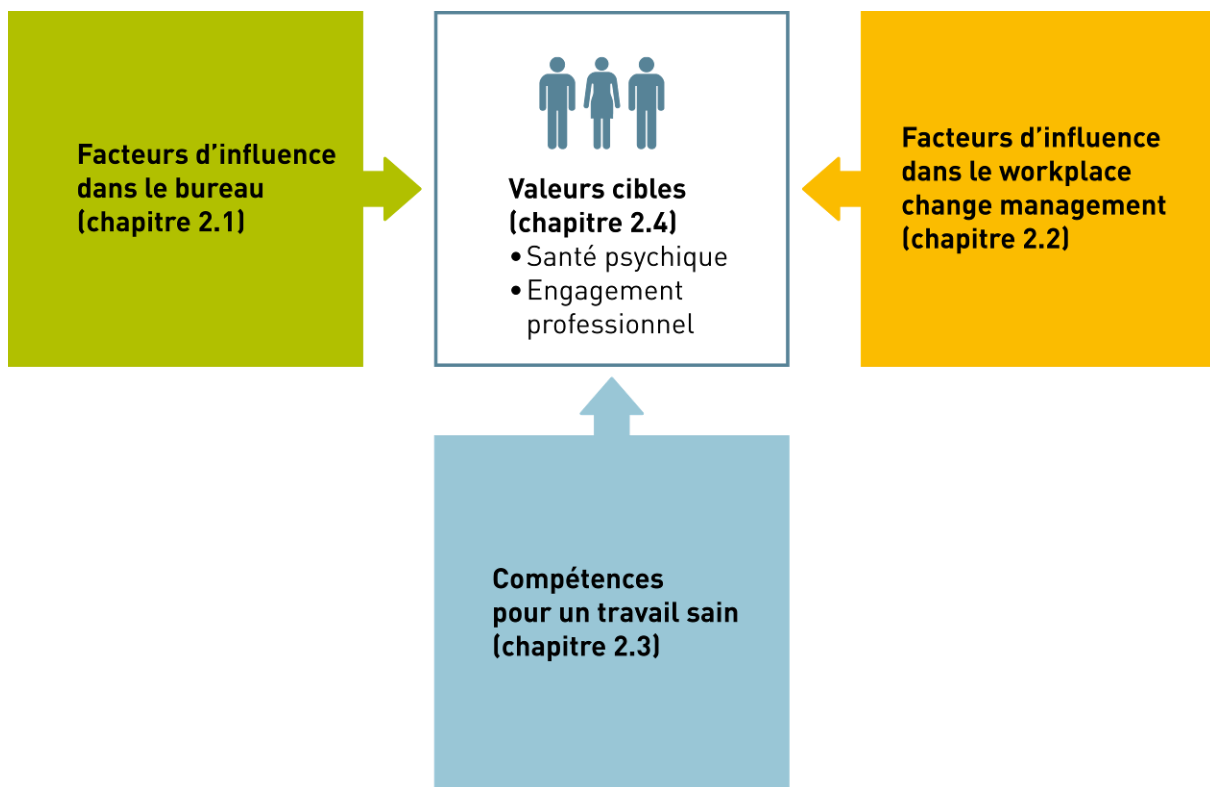 Facteurs d’influence
dans le bureau
(chapitre 2.1)
Valeurs cibles
(chapitre 2.4)
• Santé psychique
• Engagement
professionnel
Facteurs d’influence
dans le workplace
change management
(chapitre 2.2)
Compétences
pour un travail sain
(chapitre 2.3)